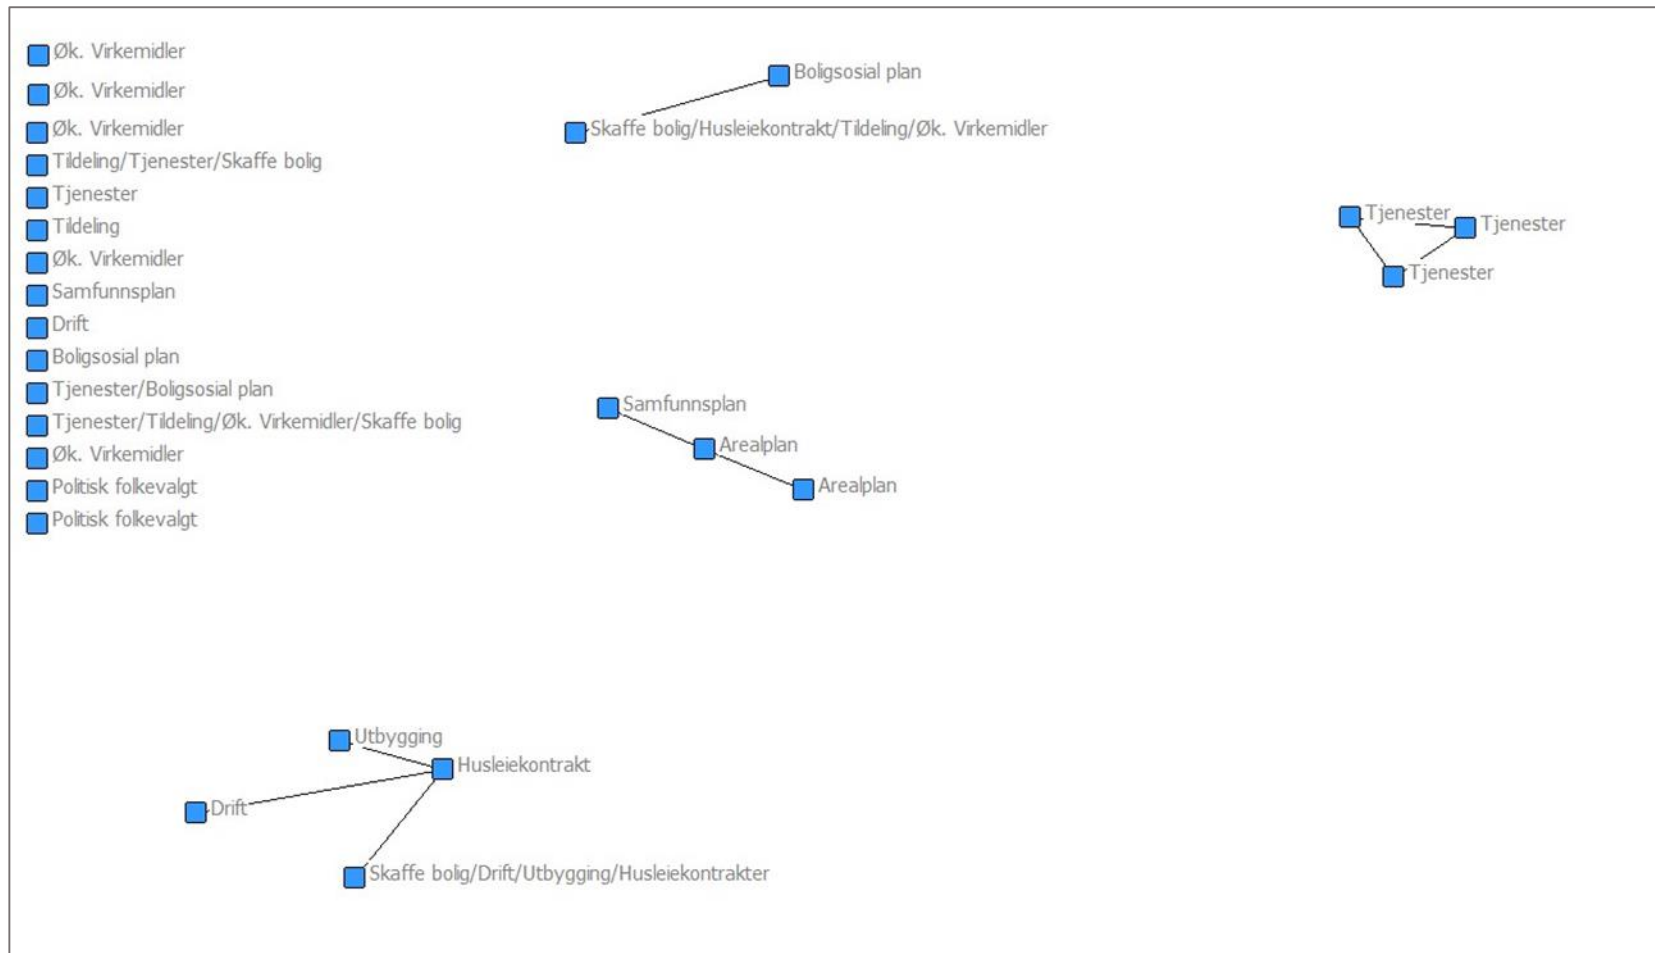 Øk. Virkemidler
Øk. Virkemidler
Øk. Virkemidler
Tildeling/Tjenester/Skaffe bolig
Tjenester
Tildeling
Øk. Virkemidler
Samfunnsplan
Drift
Boligsosial plan
Tjenester/Boligsosial plan
Tjenester/Tildeling/Øk. Virkemidler/Skaffe bolig
Øk. Virkemidler
Politisk folkevalgt
Politisk folkevalgt
Boligsosial plan
Skaffe bolig/Husleiekontrakt/Tildeling/Øk. Virkemidler
Tjenester
Tjenester
Tjenester
Samfunnsplan
Arealplan
Arealplan
Utbygging
Husleiekontrakt
Drift
Skaffe bolig/Drift/Utbygging/Husleiekontrakter